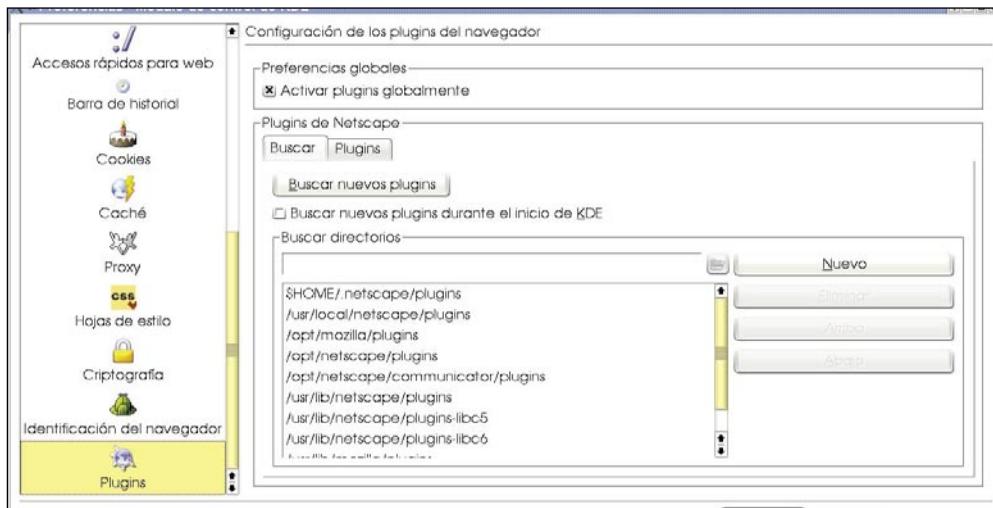 Configuración de los plugins del navegador
:/
Accesos rápidos para web
Barra de historial
Cookies
Caché
Proxy
css
Hojas de estilo
Criptografía
Identificación del navegador
Plugins
Preferencias globales
Activar plugins globalmente
Plugins de Netscape
Buscar Plugins
Buscar nuevos plugins
Buscar nuevos plugins durante el inicio de KDE
Buscar directorios
Nuevo
Eliminar
Arriba
Abajo
$HOME/.netscape/plugins
/usr/local/netscape/plugins
/opt/mozilla/plugins
/opt/netscape/plugins
/opt/netscape/communicator/plugins
/usr/lib/netscape/plugins
/usr/lib/netscape/plugins-libc5
/usr/lib/netscape/plugins-libc6